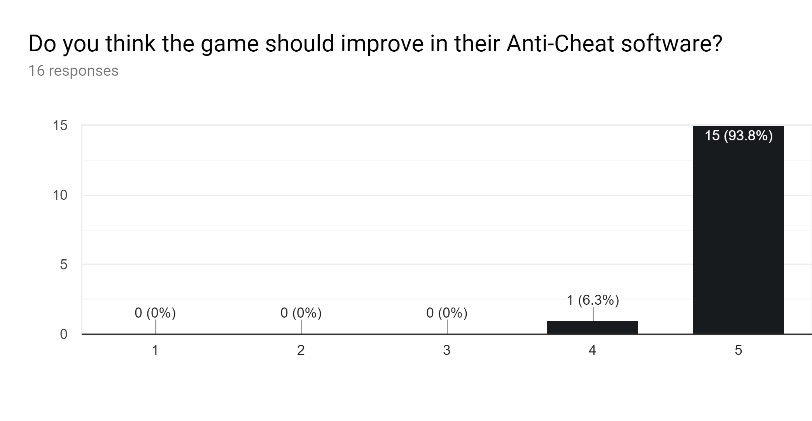 Do you think the game should improve in their Anti-Cheat software?
16 responses
15
15 (93.8%)
10
5
1 (6.3%)
0 (0%) 0 (0%) 0 (0%)
0
1 2 3 4 5